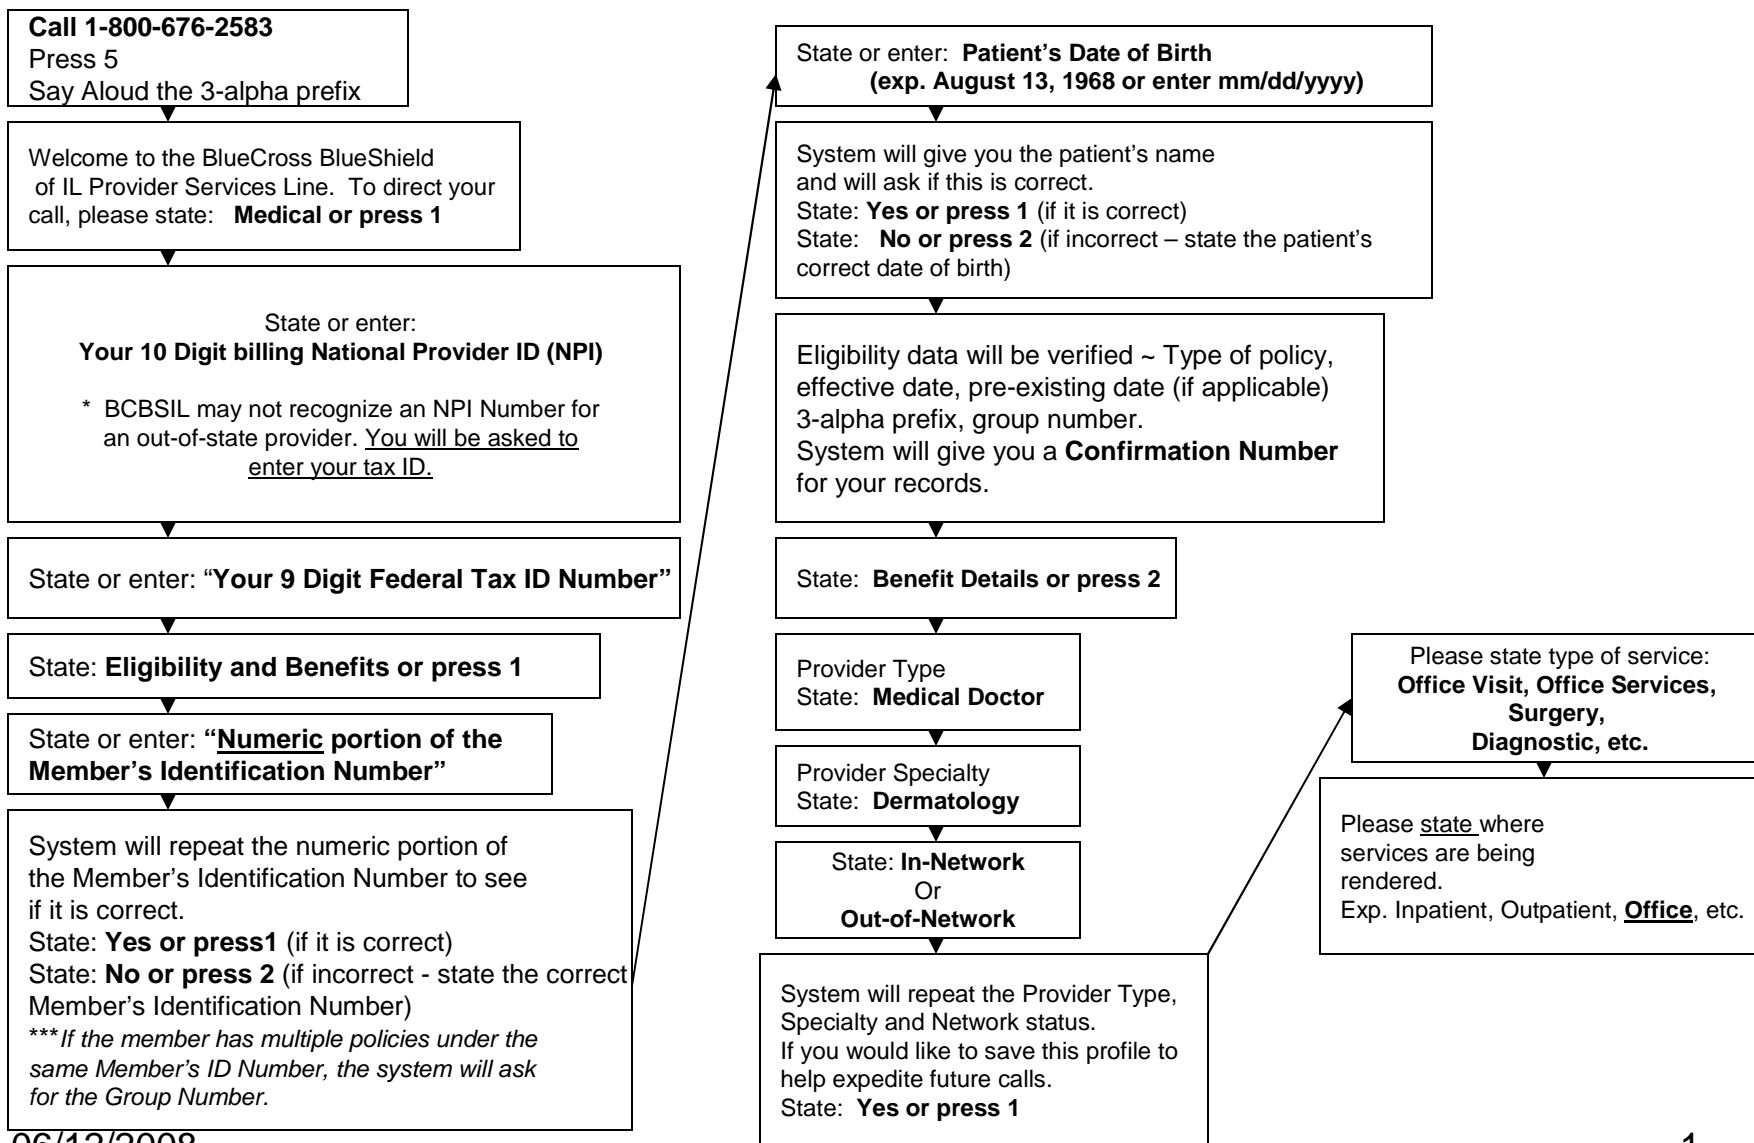 Call 1-800-676-2583
Press 5
Say Aloud the 3-alpha prefix
Welcome to the BlueCross BlueShield
of IL Provider Services Line. To direct your
call, please state: Medical or press 1
State or enter:
Your 10 Digit billing National Provider ID (NPI)
* BCBSIL may not recognize an NPI Number for
an out-of-state provider. You will be asked to
enter your tax ID.
State or enter: “Your 9 Digit Federal Tax ID Number”
State: Eligibility and Benefits or press 1
State or enter: “Numeric portion of the
Member’s Identification Number”
System will repeat the numeric portion of
the Member’s Identification Number to see
if it is correct.
State: Yes or press1 (if it is correct)
State: No or press 2 (if incorrect - state the correct
Member’s Identification Number)
***If the member has multiple policies under the
same Member’s ID Number, the system will ask
for the Group Number.
State or enter: Patient’s Date of Birth
(exp. August 13, 1968 or enter mm/dd/yyyy)
System will give you the patient’s name
and will ask if this is correct.
State: Yes or press 1 (if it is correct)
State: No or press 2 (if incorrect – state the patient’s
correct date of birth)
Eligibility data will be verified ~ Type of policy,
effective date, pre-existing date (if applicable)
3-alpha prefix, group number.
System will give you a Confirmation Number
for your records.
State: Benefit Details or press 2
Provider Type
State: Medical Doctor
Provider Specialty
State: Dermatology
State: In-Network
Or
Out-of-Network
System will repeat the Provider Type,
Specialty and Network status.
If you would like to save this profile to
help expedite future calls.
State: Yes or press 1
Please state type of service:
Office Visit, Office Services,
Surgery,
Diagnostic, etc.
Please state where
services are being
rendered.
Exp. Inpatient, Outpatient, Office, etc.
06/12/2008
1